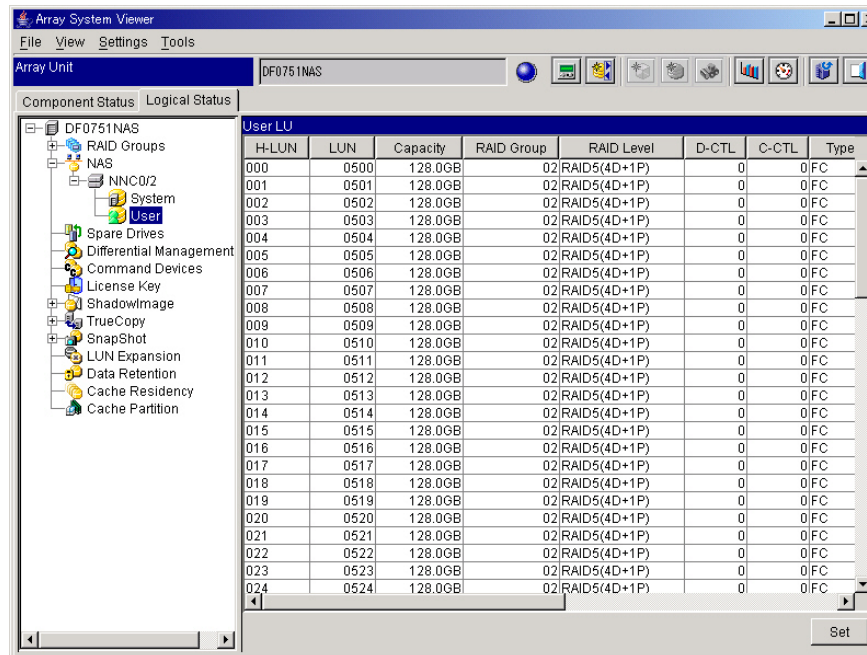 Array System Viewer
File View Settings Tools
Array Unit
DF0751NAS
Component Status Logical Status
DF0751NAS
RAID Groups
NAS
NNC0/2
System
User
Spare Drives
Differential Management
Command Devices
License Key
ShadowImage
TrueCopy
SnapShot
LUN Expansion
Data Retention
Cache Residency
Cache Partition
User LU
H-LUN LUN Capacity RAID Group RAID Level D-CTL C-CTL Type
000 0500 128.0GB 02 RAID5(4D+1P) 0 0 FC
001 0501 128.0GB 02 RAID5(4D+1P) 0 0 FC
002 0502 128.0GB 02 RAID5(4D+1P) 0 0 FC
003 0503 128.0GB 02 RAID5(4D+1P) 0 0 FC
004 0504 128.0GB 02 RAID5(4D+1P) 0 0 FC
005 0505 128.0GB 02 RAID5(4D+1P) 0 0 FC
006 0506 128.0GB 02 RAID5(4D+1P) 0 0 FC
007 0507 128.0GB 02 RAID5(4D+1P) 0 0 FC
008 0508 128.0GB 02 RAID5(4D+1P) 0 0 FC
009 0509 128.0GB 02 RAID5(4D+1P) 0 0 FC
010 0510 128.0GB 02 RAID5(4D+1P) 0 0 FC
011 0511 128.0GB 02 RAID5(4D+1P) 0 0 FC
012 0512 128.0GB 02 RAID5(4D+1P) 0 0 FC
013 0513 128.0GB 02 RAID5(4D+1P) 0 0 FC
014 0514 128.0GB 02 RAID5(4D+1P) 0 0 FC
015 0515 128.0GB 02 RAID5(4D+1P) 0 0 FC
016 0516 128.0GB 02 RAID5(4D+1P) 0 0 FC
017 0517 128.0GB 02 RAID5(4D+1P) 0 0 FC
018 0518 128.0GB 02 RAID5(4D+1P) 0 0 FC
019 0519 128.0GB 02 RAID5(4D+1P) 0 0 FC
020 0520 128.0GB 02 RAID5(4D+1P) 0 0 FC
021 0521 128.0GB 02 RAID5(4D+1P) 0 0 FC
022 0522 128.0GB 02 RAID5(4D+1P) 0 0 FC
023 0523 128.0GB 02 RAID5(4D+1P) 0 0 FC
024 0524 128.0GB 02 RAID5(4D+1P) 0 0 FC
Set